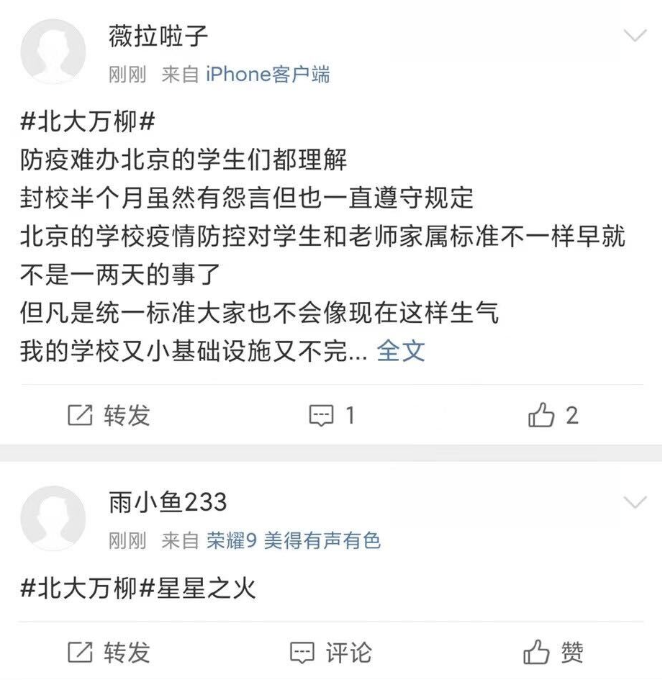 薇拉啦子
刚刚 来自 iPhone客户端
#北大万柳#
防疫难办北京的学生们都理解
封校半个月虽然有怨言但也一直遵守规定
北京的学校疫情防控对学生和老师家属标准不一样早就
不是一两天的事了
但凡是统一标准大家也不会像现在这样生气
我的学校又小基础设施又不完... 全文
转发 1 2
雨小鱼233
刚刚 来自 荣耀9 美得有声有色
#北大万柳#星星之火
转发 评论 赞